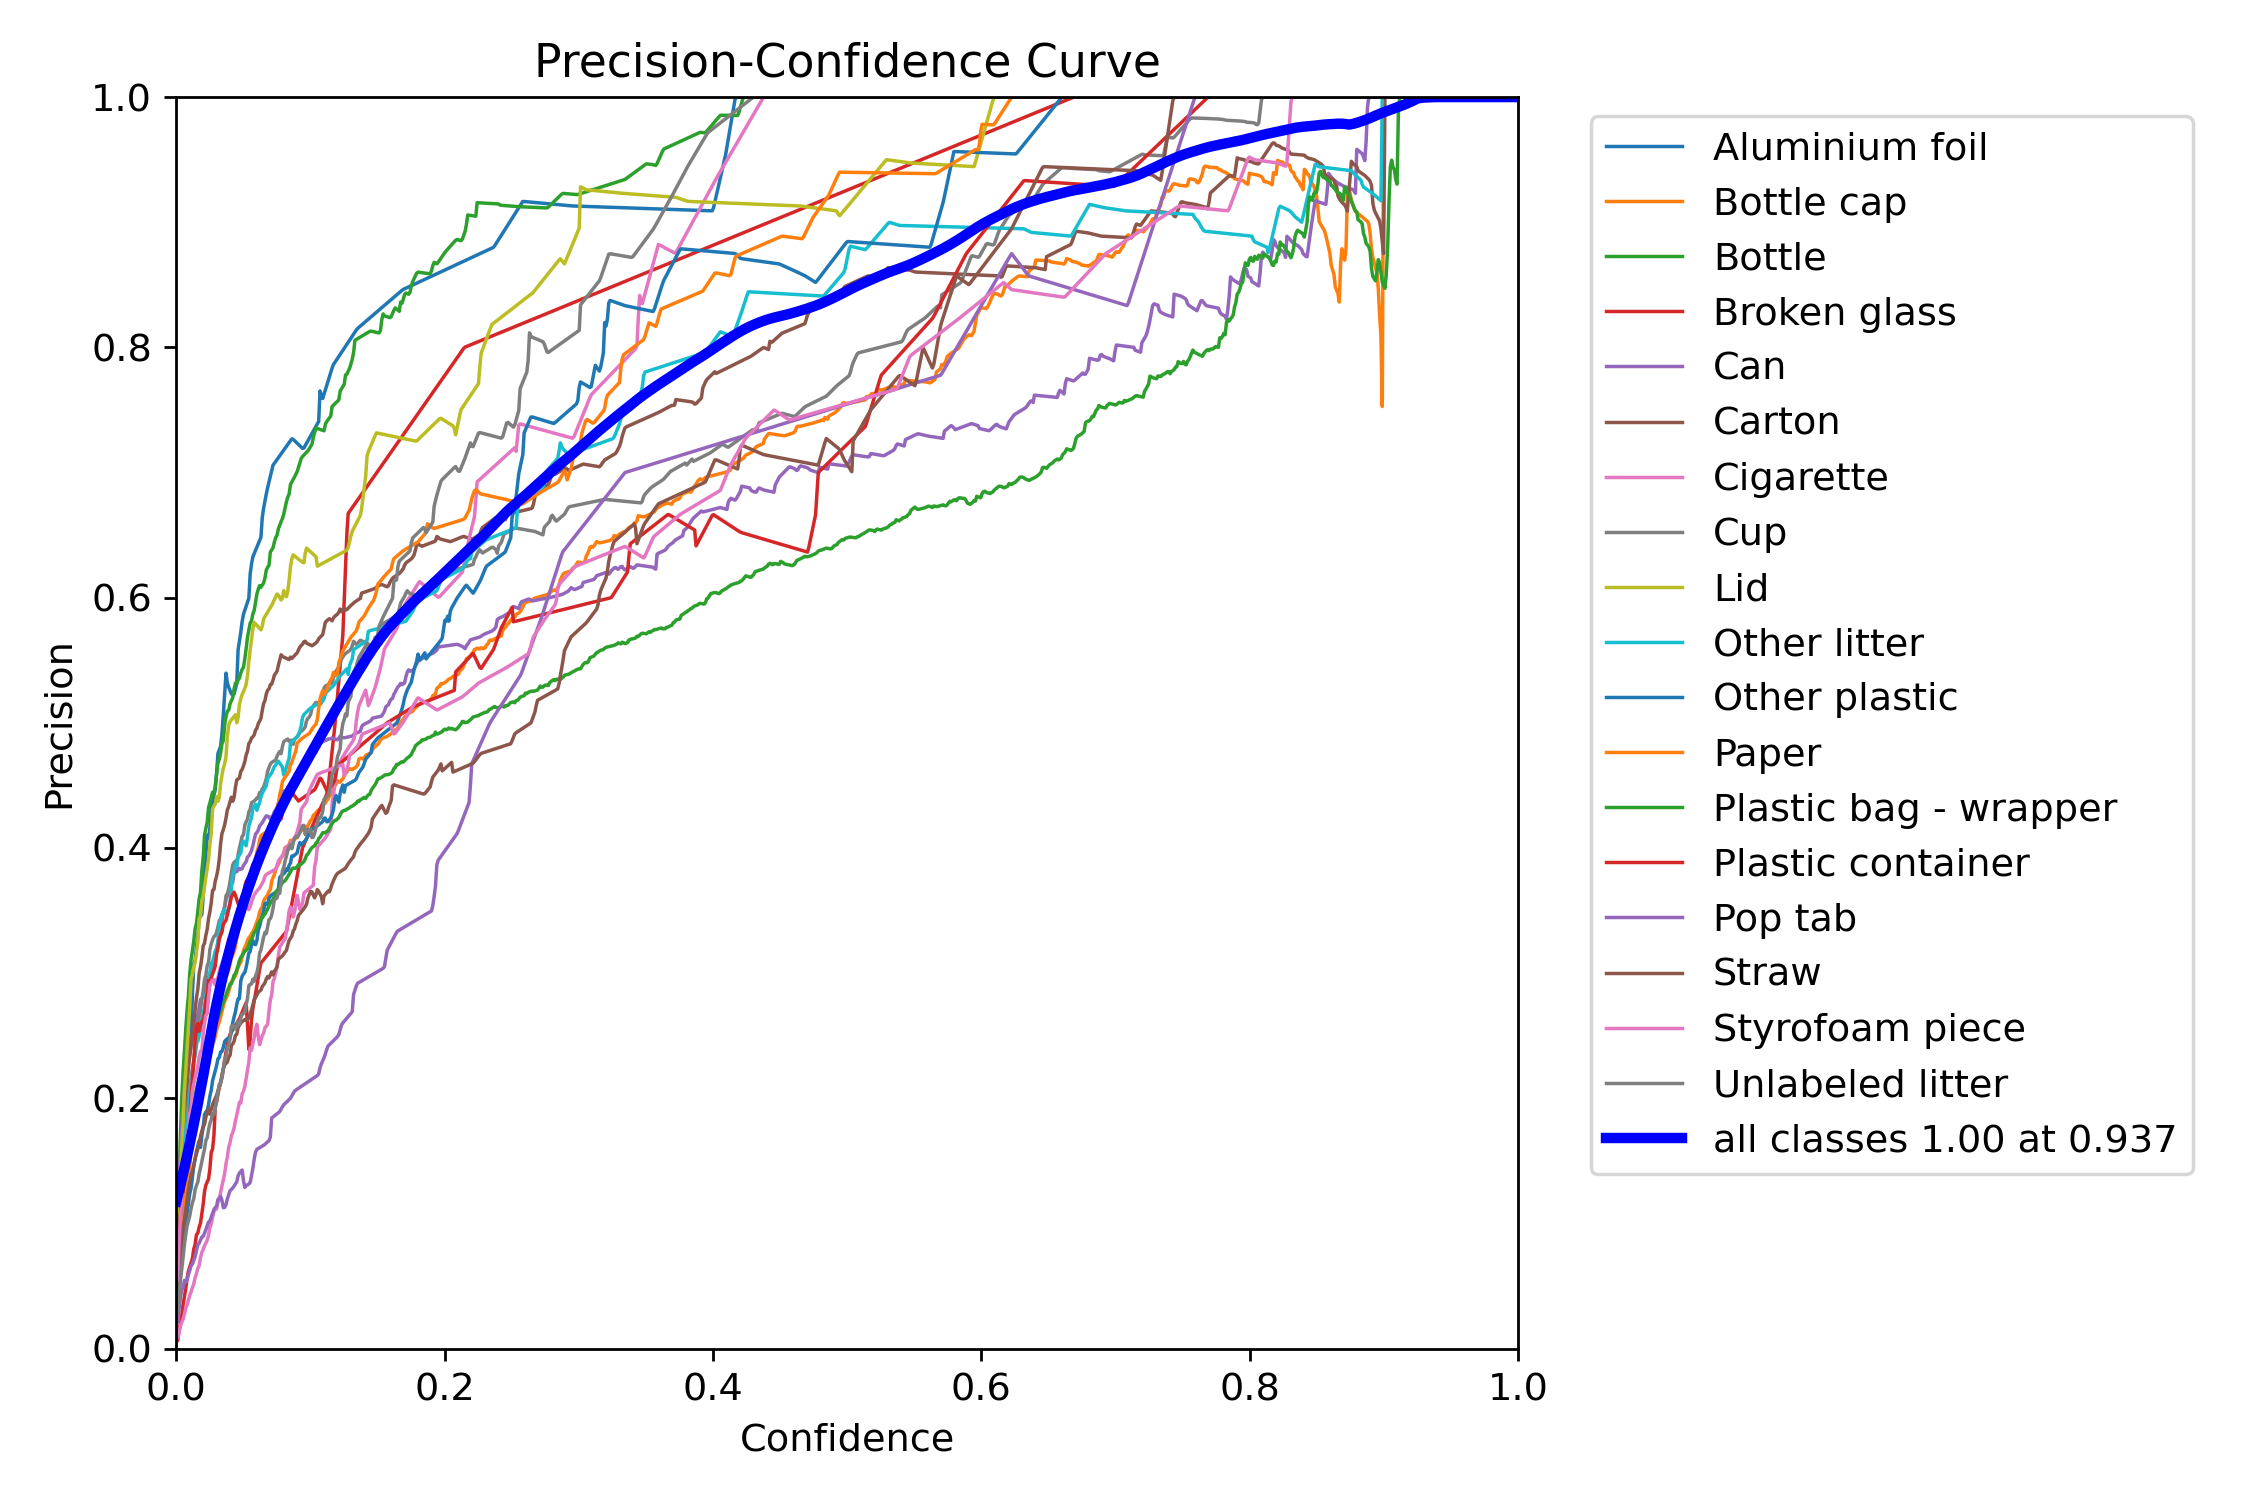 Precision-Confidence Curve
1.0
0.8
0.6
0.4
0.2
0.0
Precision
0.0 0.2 0.4 0.6 0.8 1.0
Confidence
Aluminium foil
Bottle cap
Bottle
Broken glass
Can
Carton
Cigarette
Cup
Lid
Other litter
Other plastic
Paper
Plastic bag - wrapper
Plastic container
Pop tab
Straw
Styrofoam piece
Unlabeled litter
all classes 1.00 at 0.937